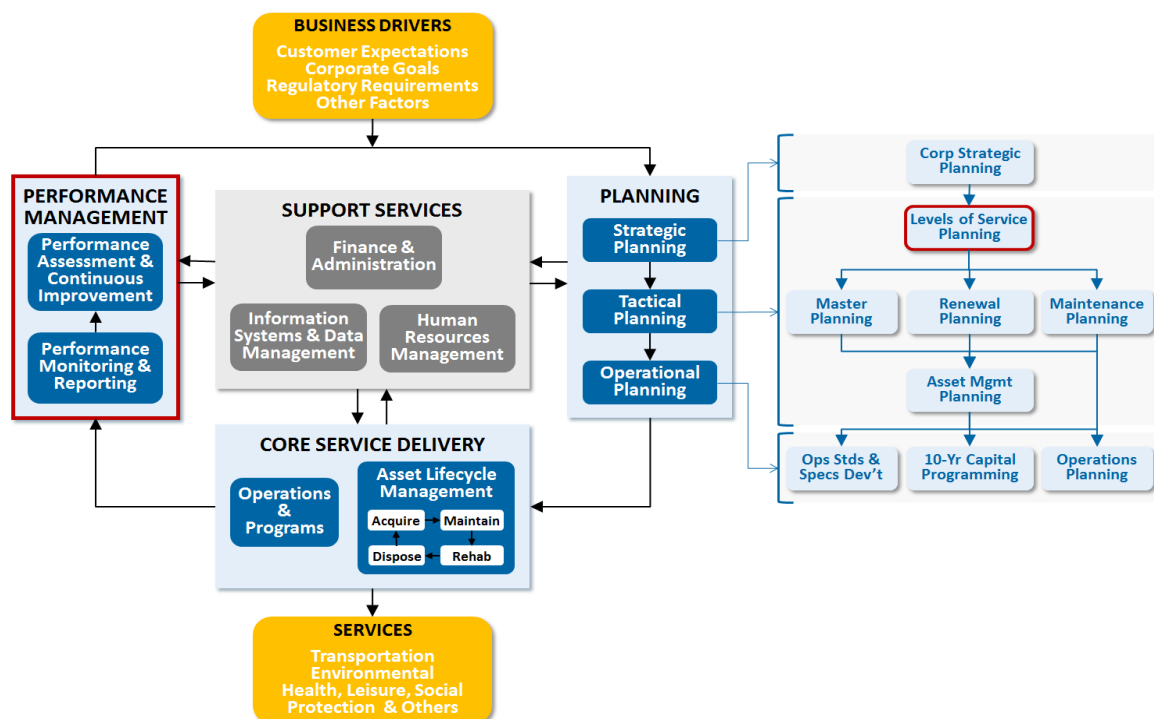 BUSINESS DRIVERS
Customer Expectations
Corporate Goals
Regulatory Requirements
Other Factors
PERFORMANCE
MANAGEMENT
Performance
Assessment &
Continuous
Improvement
Performance
Monitoring &
Reporting
SUPPORT SERVICES
Finance &
Administration
Information
Systems & Data
Management
Human
Resources
Management
PLANNING
Strategic
Planning
Tactical
Planning
Operational
Planning
CORE SERVICE DELIVERY
Operations
&
Programs
Asset Lifecycle
Management
Acquire
Maintain
Dispose
Rehab
SERVICES
Transportation
Environmental
Health, Leisure, Social
Protection & Others
Corp Strategic
Planning
Levels of Service
Planning
Master
Planning
Renewal
Planning
Maintenance
Planning
Asset Mgmt
Planning
Ops Stds &
Specs Dev't
10-Yr Capital
Programming
Operations
Planning